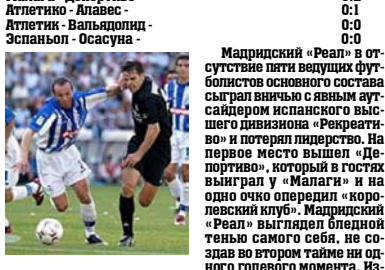 Атлетико - Алавес - 0:1
Атлетик - Вальядолид - 0:0
Эспаньол - Осасуна - 0:0
Мадридский «Реал» в от-
сутствие пяти ведущих фут-
болистов основного состава
сыграл вничью с явным аут-
сайдером испанского выс-
шего дивизиона «Рекреати-
во» и потерял лидерство. На
первое место вышел «Де-
портиво», который в гостях
выиграл у «Малаги» и на
одно очко опередил «коро-
левский клуб». Мадридский
«Реал» выглядел бледной
тенью самого себя, не со-
здав во втором тайме ни од-
ного голевого момента. Из-